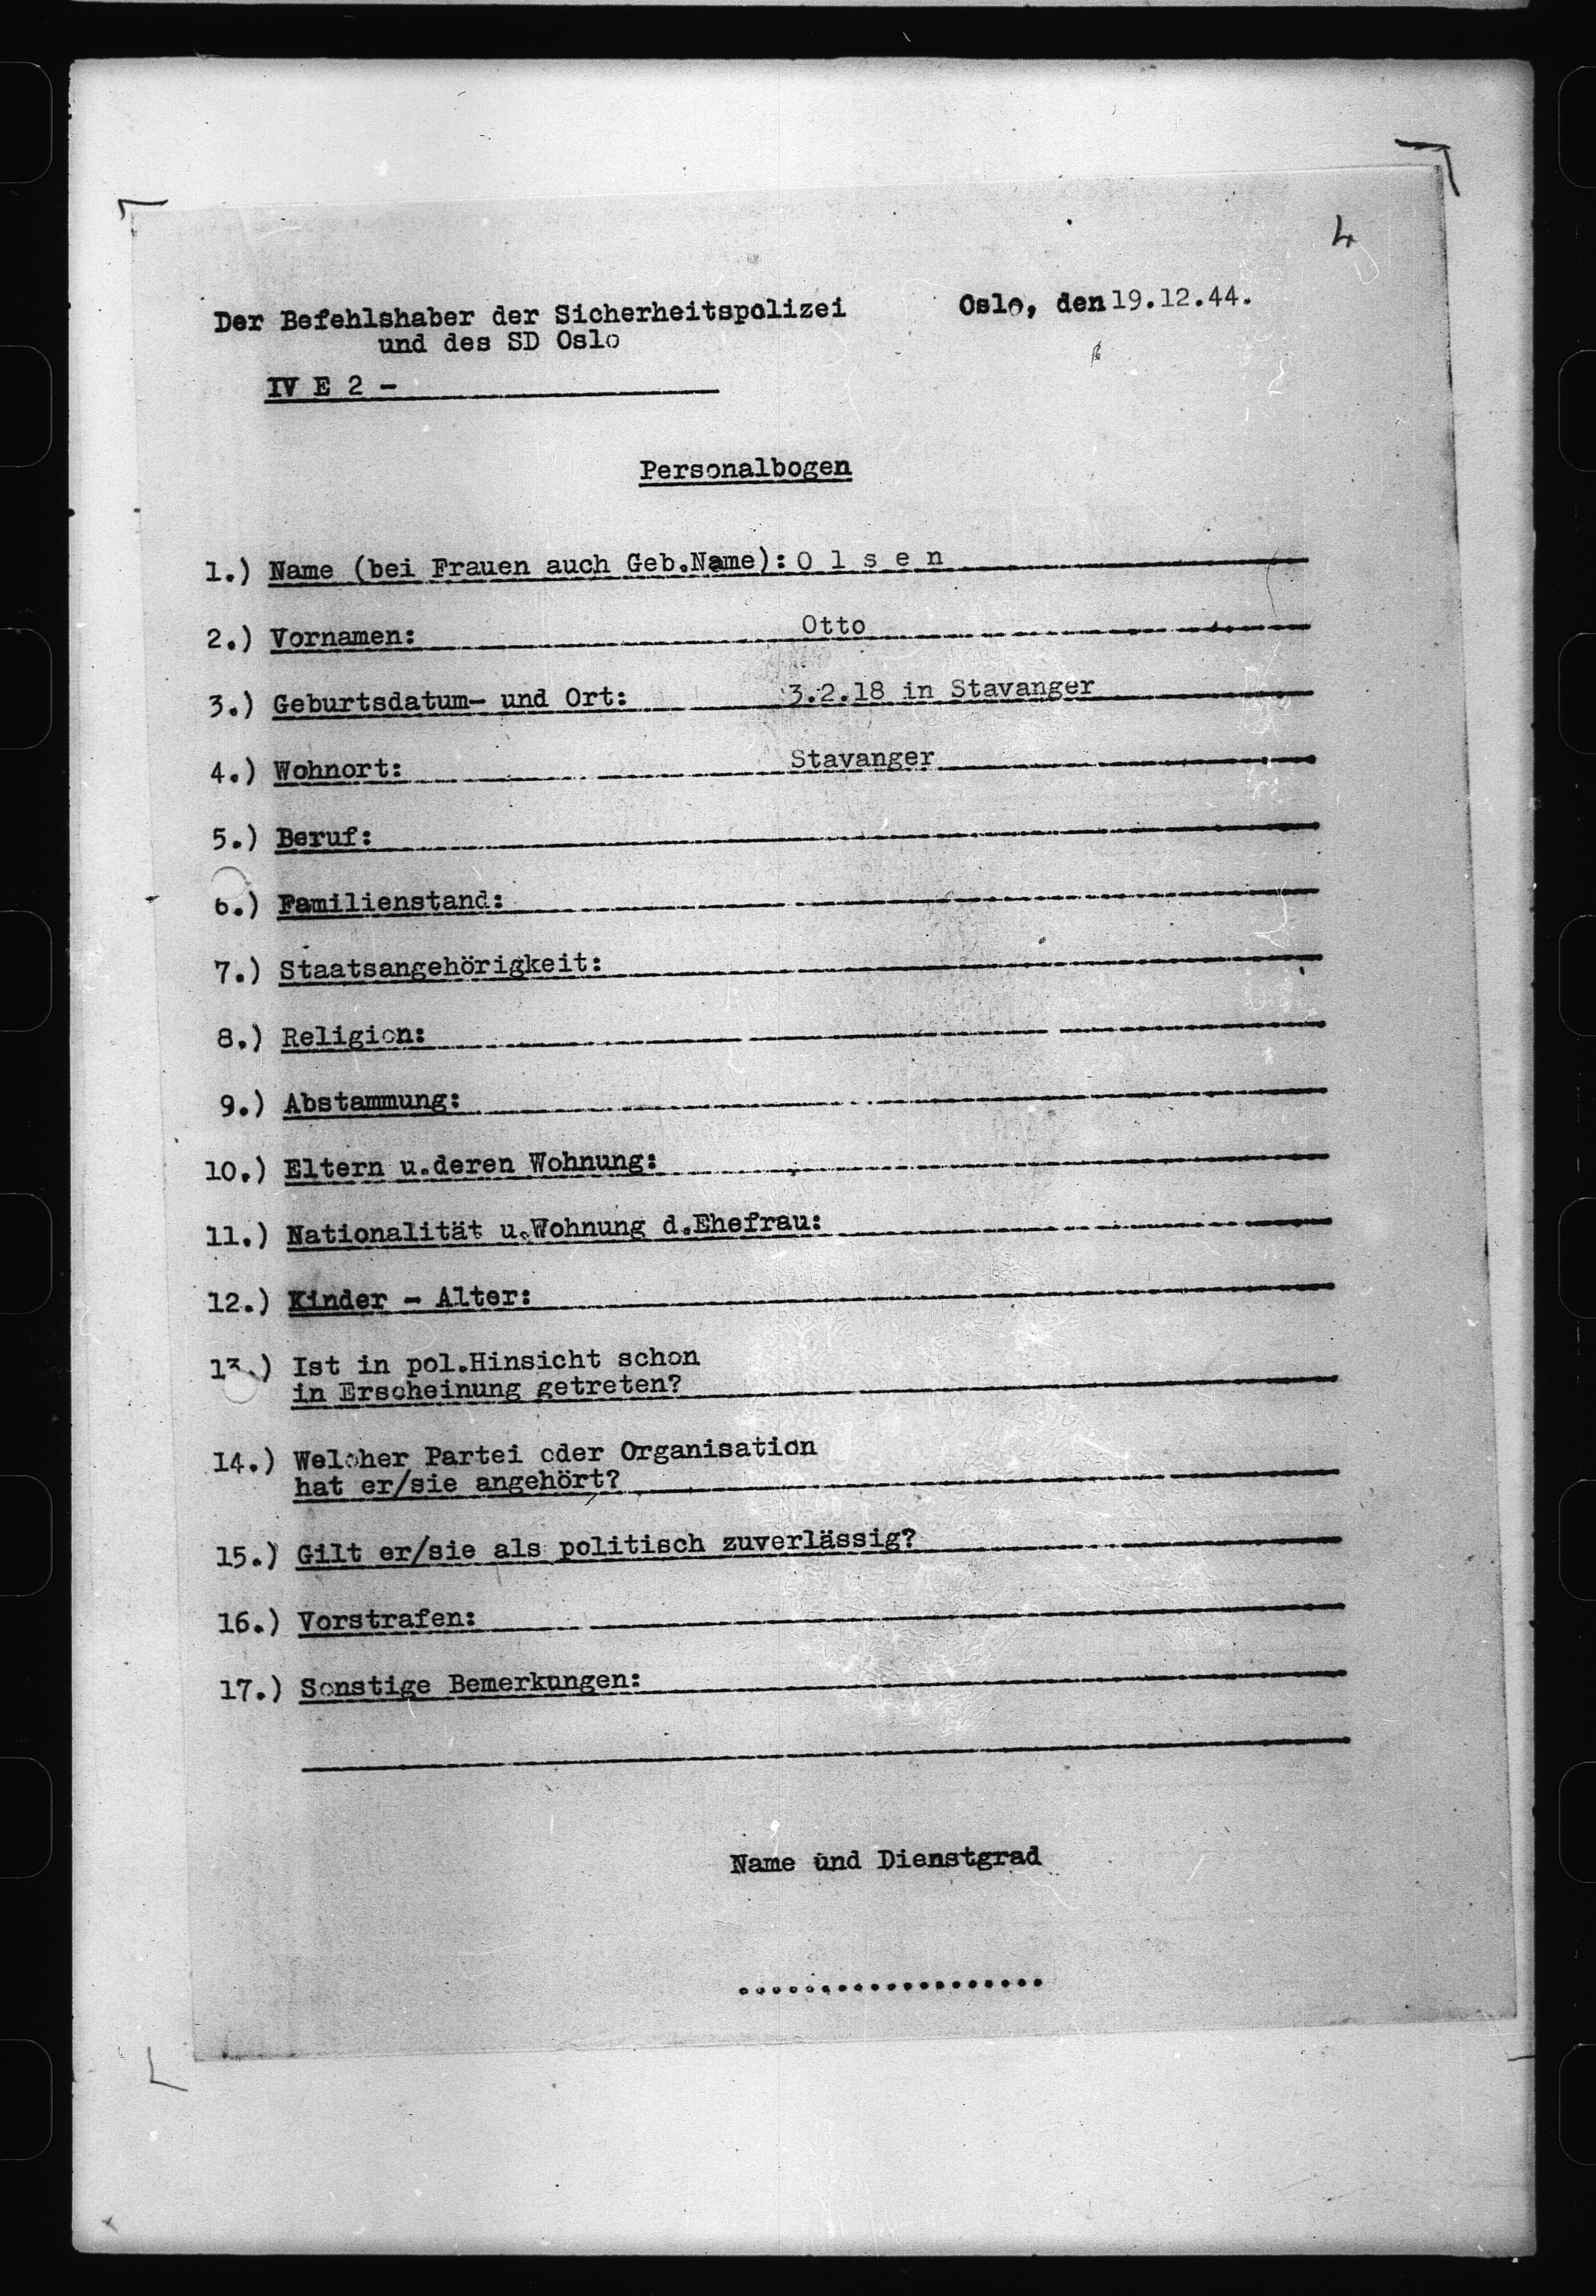 4
Der Befehlshaber der Sicherheitspolizei
und des SD Oslo
Oslo, den 19.12.44.
IV E 2 -
Personalbogen
1.) Name (bei Frauen auch Geb.Name): O l s e n
2.) Vornamen: Otto
3.) Geburtsdatum- und Ort: 3.2.18 in Stavanger
4.) Wohnort: Stavanger
5.) Beruf:
6.) Familienstand:
7.) Staatsangehörigkeit:
8.) Religion:
9.) Abstammung:
10.) Eltern u.deren Wohnung:
11.) Nationalität u.Wohnung d.Ehefrau:
12.) Kinder - Alter:
13.) Ist in pol.Hinsicht schon
in Erscheinung getreten?
14.) Welcher Partei oder Organisation
hat er/sie angehört?
15.) Gilt er/sie als politisch zuverlässig?
16.) Vorstrafen:
17.) Sonstige Bemerkungen:
Name und Dienstgrad
...................